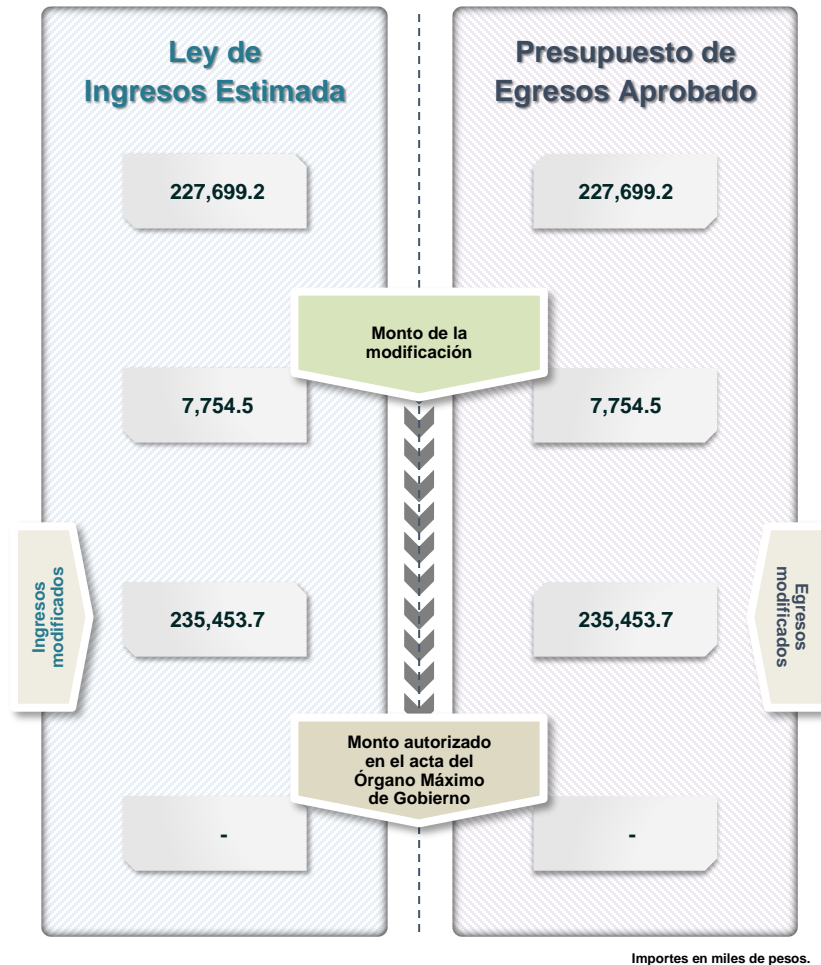 Ley de
Ingresos Estimada
Presupuesto de
Egresos Aprobado
227,699.2
227,699.2
Monto de la
modificación
7,754.5
7,754.5
Ingresos
modificados
235,453.7
235,453.7
Egresos
modificados
Monto autorizado
en el acta del
Órgano Máximo
de Gobierno
-
-
Importes en miles de pesos.